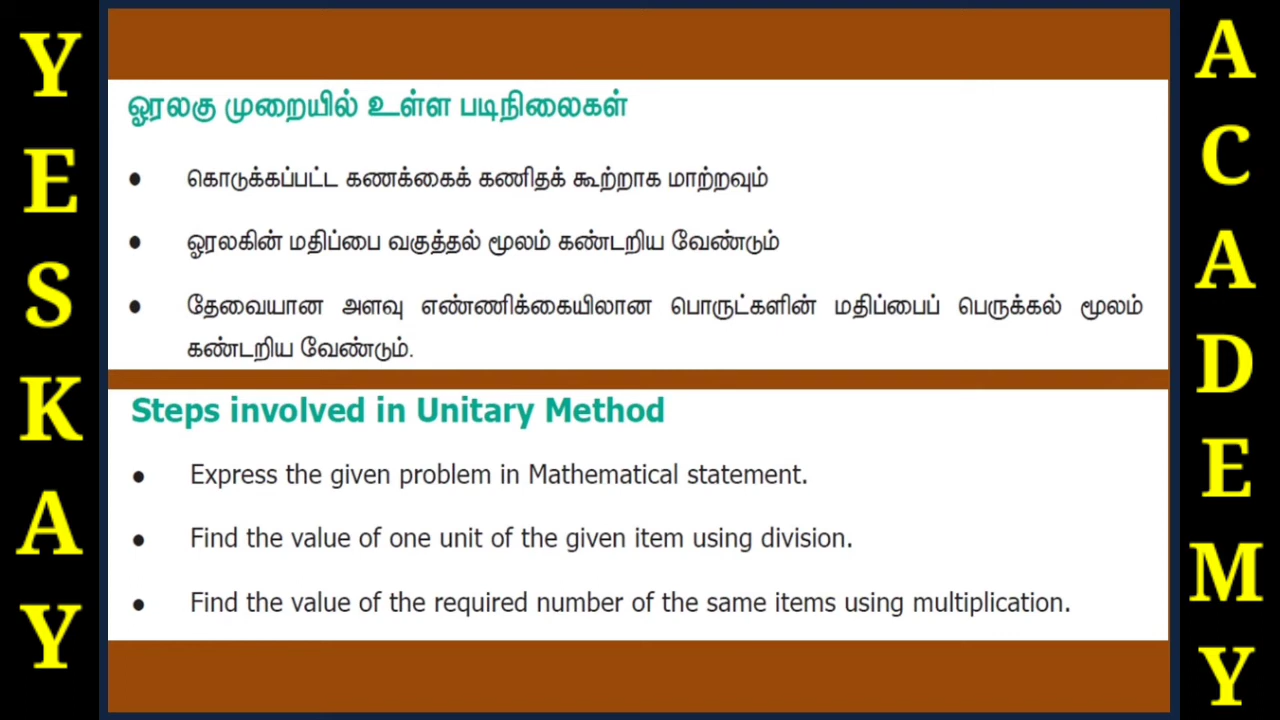 YESKAY
ஓரலகு முறையில் உள்ள படிநிலைகள்
● கொடுக்கப்பட்ட கணக்கைக் கணிதக் கூற்றாக மாற்றவும்
● ஓரலகின் மதிப்பை வகுத்தல் மூலம் கண்டறிய வேண்டும்
● தேவையான அளவு எண்ணிக்கையிலான பொருட்களின் மதிப்பைப் பெருக்கல் மூலம்
கண்டறிய வேண்டும்.
Steps involved in Unitary Method
● Express the given problem in Mathematical statement.
● Find the value of one unit of the given item using division.
● Find the value of the required number of the same items using multiplication.
ACADEMY